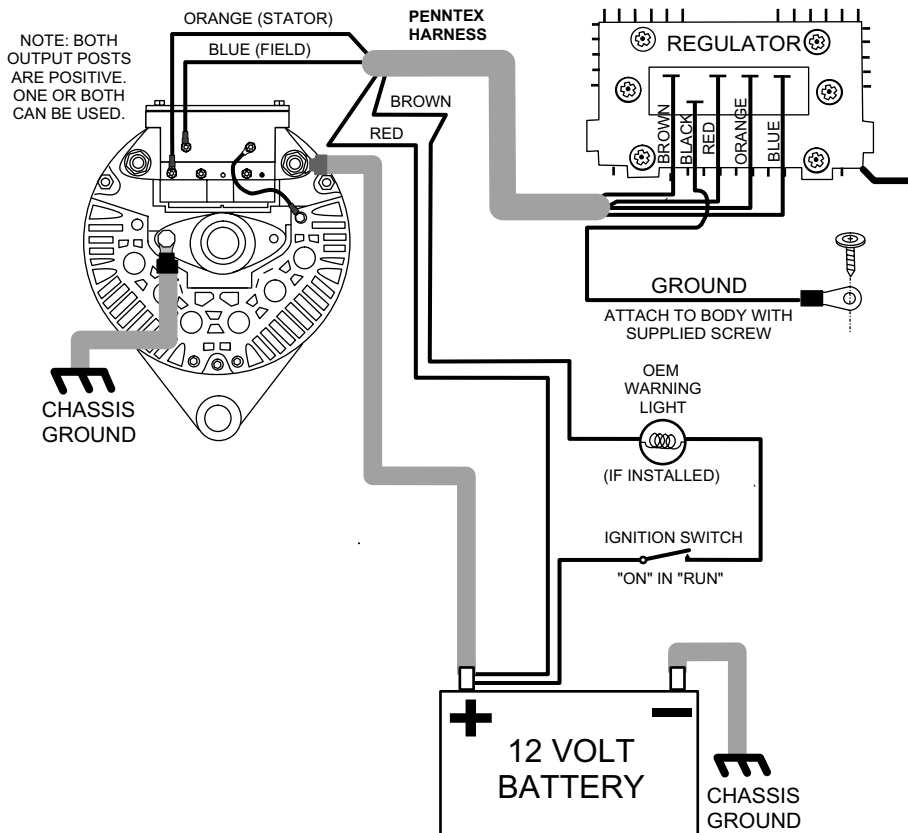 ORANGE (STATOR)
PENNTEX
HARNESS
NOTE: BOTH
OUTPUT POSTS
ARE POSITIVE.
ONE OR BOTH
CAN BE USED.
BLUE (FIELD)
BROWN
RED
REGULATOR
BROWN
BLACK
RED
ORANGE
BLUE
GROUND
ATTACH TO BODY WITH
SUPPLIED SCREW
CHASSIS
GROUND
OEM
WARNING
LIGHT
(IF INSTALLED)
IGNITION SWITCH
"ON" IN "RUN"
+
−
12 VOLT
BATTERY
CHASSIS
GROUND